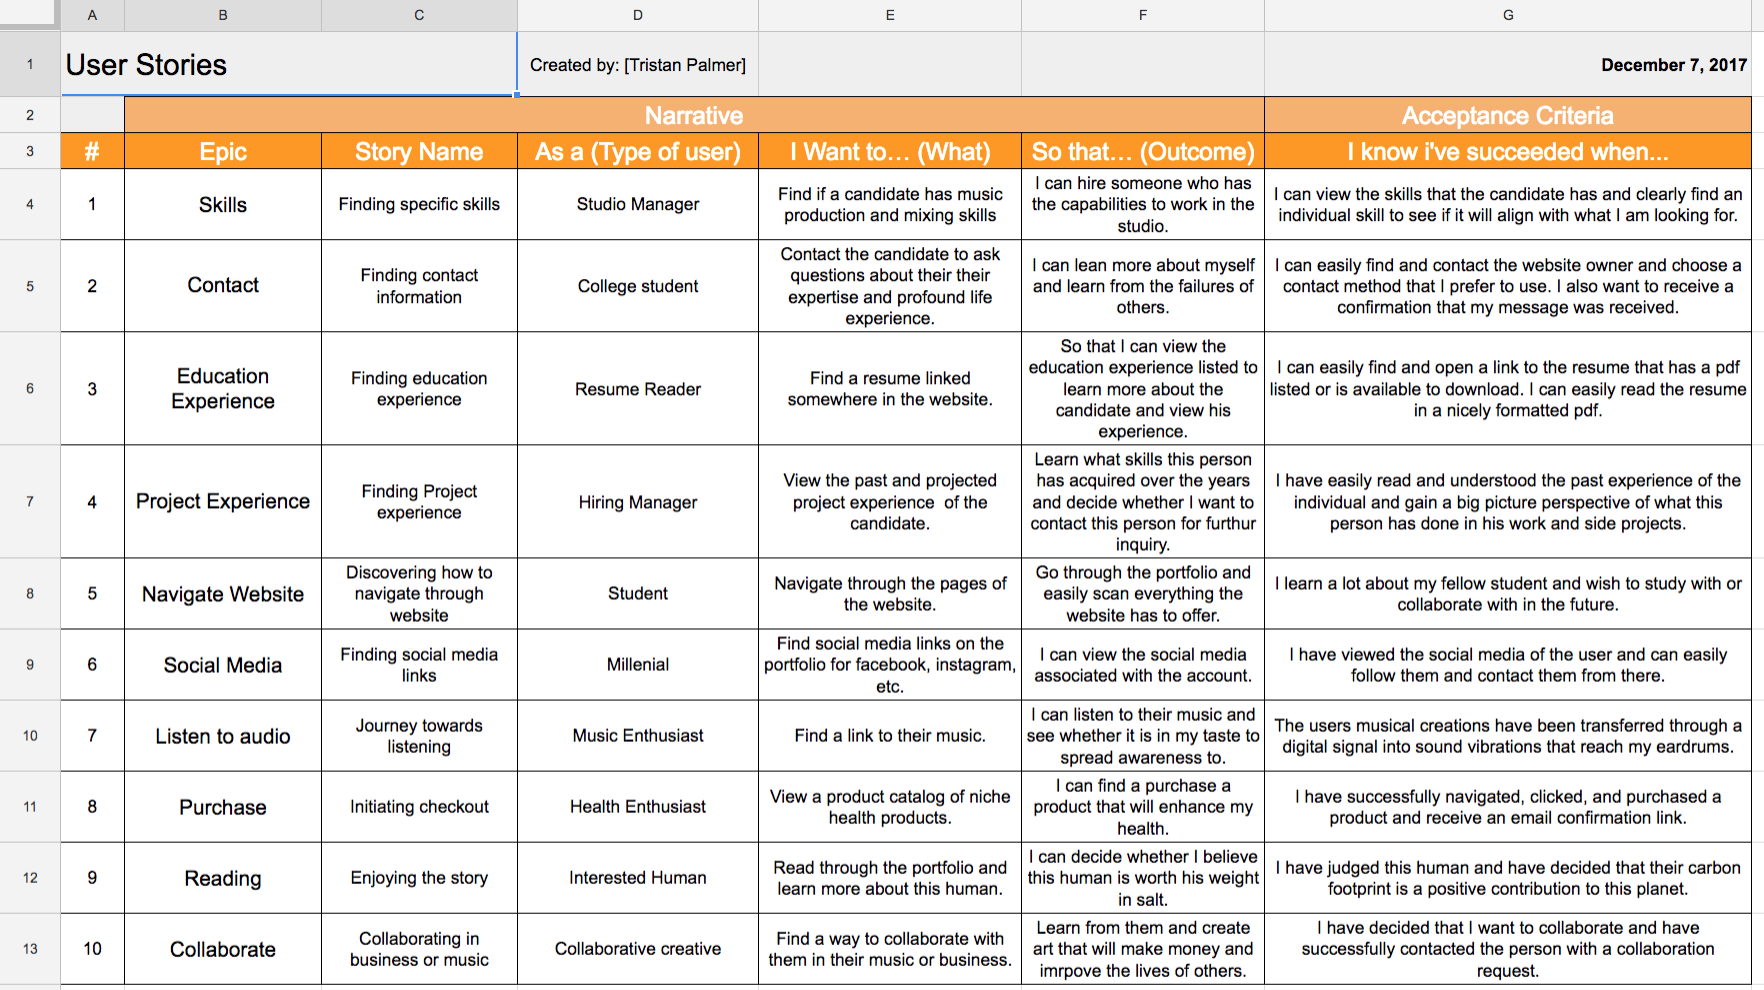 A B C D E F G
1 User Stories Created by: [Tristan Palmer] December 7, 2017
2 Narrative Acceptance Criteria
3 # Epic Story Name As a (Type of user) I Want to... (What) So that... (Outcome) I know i've succeeded when...
4
1
Skills
Finding specific skills
Studio Manager
Find if a candidate has music
production and mixing skills
I can hire someone who has
the capabilities to work in the
studio.
I can view the skills that the candidate has and clearly find an
individual skill to see if it will align with what I am looking for.
5
2
Contact
Finding contact
information
College student
Contact the candidate to ask
questions about their their
expertise and profound life
experience.
I can lean more about myself
and learn from the failures of
others.
I can easily find and contact the website owner and choose a
contact method that I prefer to use. I also want to receive a
confirmation that my message was received.
6
3
Education
Experience
Finding education
experience
Resume Reader
Find a resume linked
somewhere in the website.
So that I can view the
education experience listed to
learn more about the
candidate and view his
experience.
I can easily find and open a link to the resume that has a pdf
listed or is available to download. I can easily read the resume
in a nicely formatted pdf.
7
4
Project Experience
Finding Project
experience
Hiring Manager
View the past and projected
project experience of the
candidate.
Learn what skills this person
has acquired over the years
and decide whether I want to
contact this person for furthur
inquiry.
I have easily read and understood the past experience of the
individual and gain a big picture perspective of what this
person has done in his work and side projects.
8
5
Navigate Website
Discovering how to
navigate through
website
Student
Navigate through the pages of
the website.
Go through the portfolio and
easily scan everything the
website has to offer.
I learn a lot about my fellow student and wish to study with or
collaborate with in the future.
9
6
Social Media
Finding social media
links
Millenial
Find social media links on the
portfolio for facebook, instagram,
etc.
I can view the social media
associated with the account.
I have viewed the social media of the user and can easily
follow them and contact them from there.
10
7
Listen to audio
Journey towards
listening
Music Enthusiast
Find a link to their music.
I can listen to their music and
see whether it is in my taste to
spread awareness to.
The users musical creations have been transferred through a
digital signal into sound vibrations that reach my eardrums.
11
8
Purchase
Initiating checkout
Health Enthusiast
View a product catalog of niche
health products.
I can find a purchase a
product that will enhance my
health.
I have successfully navigated, clicked, and purchased a
product and receive an email confirmation link.
12
9
Reading
Enjoying the story
Interested Human
Read through the portfolio and
learn more about this human.
I can decide whether I believe
this human is worth his weight
in salt.
I have judged this human and have decided that their carbon
footprint is a positive contribution to this planet.
13
10
Collaborate
Collaborating in
business or music
Collaborative creative
Find a way to collaborate with
them in their music or business.
Learn from them and create
art that will make money and
imrpove the lives of others.
I have decided that I want to collaborate and have
successfully contacted the person with a collaboration
request.